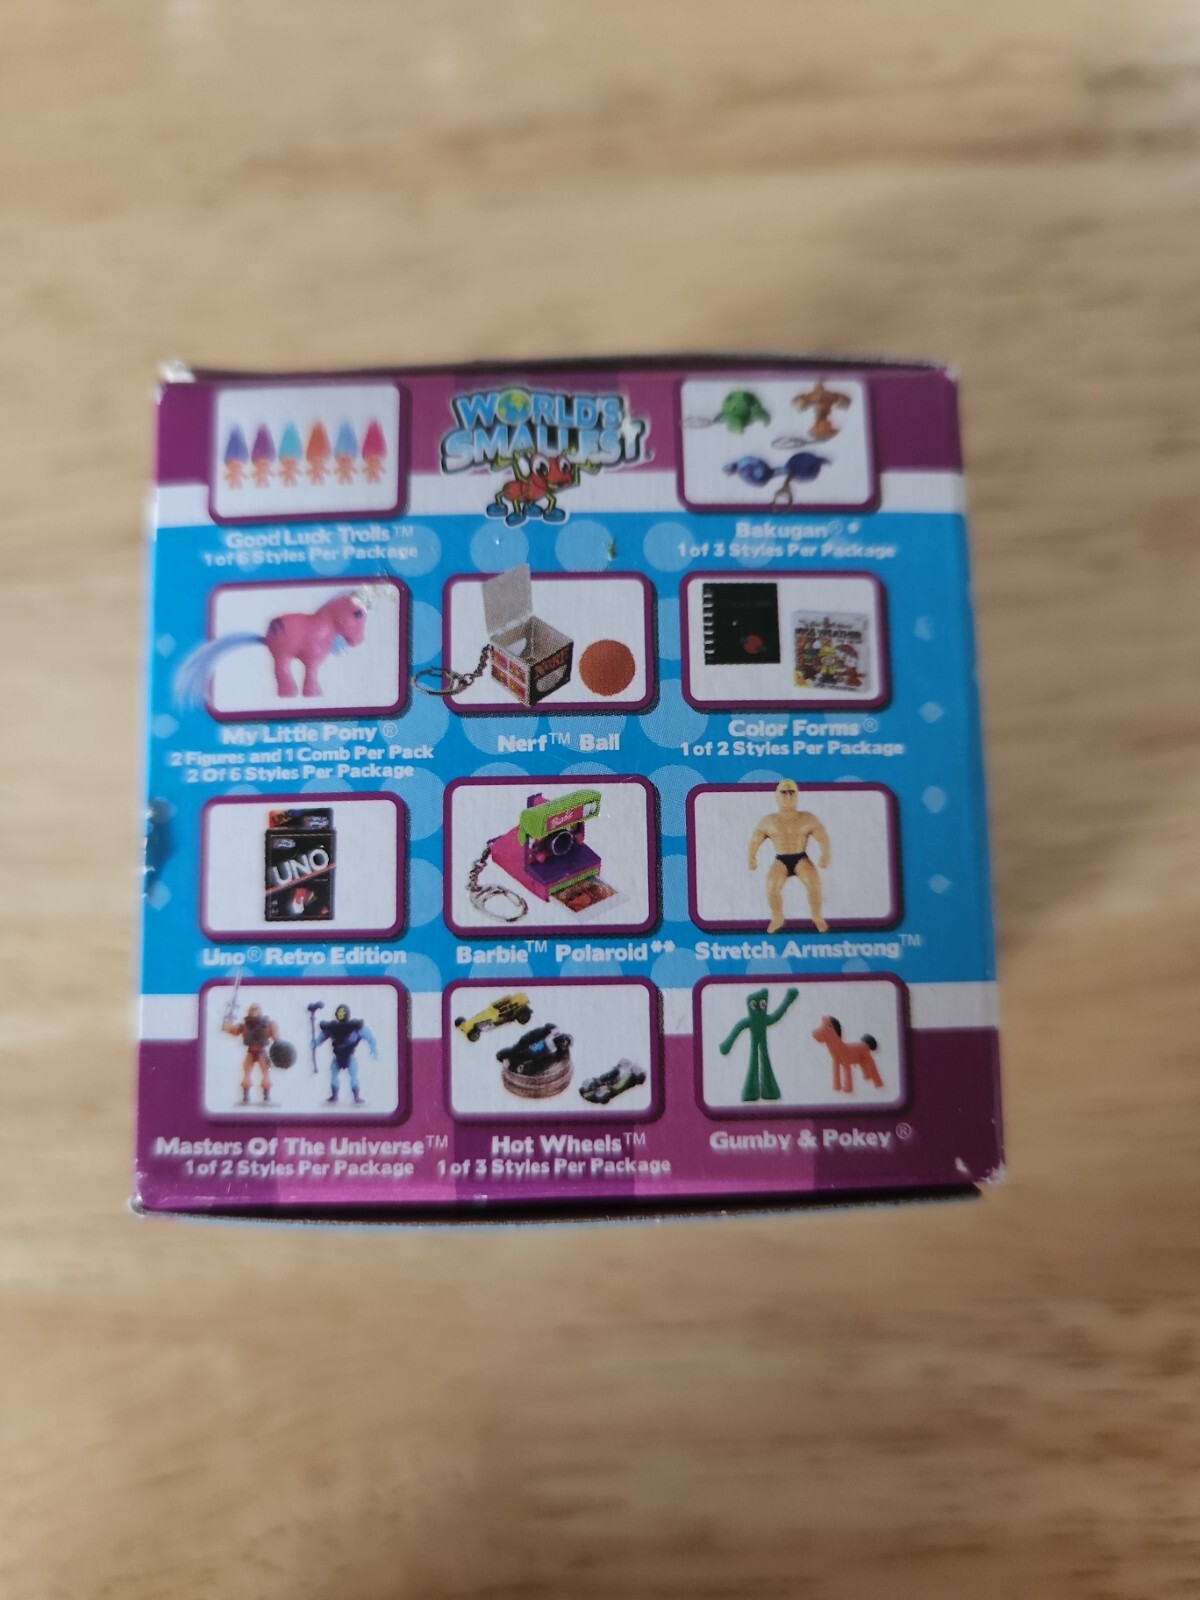 WORLD'S
SMALLEST
Good Luck Trolls™
1 of 6 Styles Per Package
Bakugan® *
1 of 3 Styles Per Package
My Little Pony®
2 Figures and 1 Comb Per Pack
2 Of 6 Styles Per Package
NERF
Nerf™ Ball
Color Forms®
1 of 2 Styles Per Package
UNO
Uno® Retro Edition
Barbie
Barbie™ Polaroid**
Stretch Armstrong™
Masters Of The Universe™
1 of 2 Styles Per Package
Hot Wheels™
1 of 3 Styles Per Package
Gumby & Pokey®